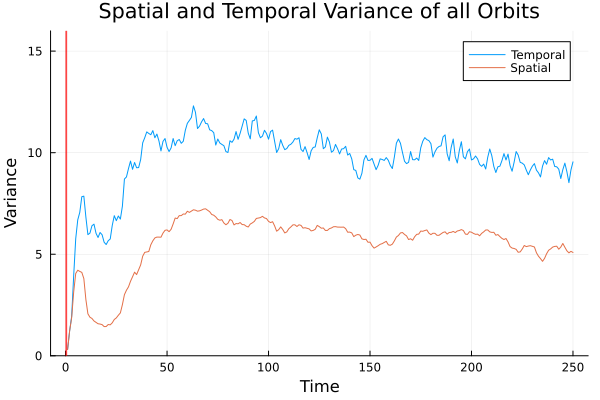 Spatial and Temporal Variance of all Orbits
Temporal
Spatial
Variance
15
10
5
0
0 50 100 150 200 250
Time